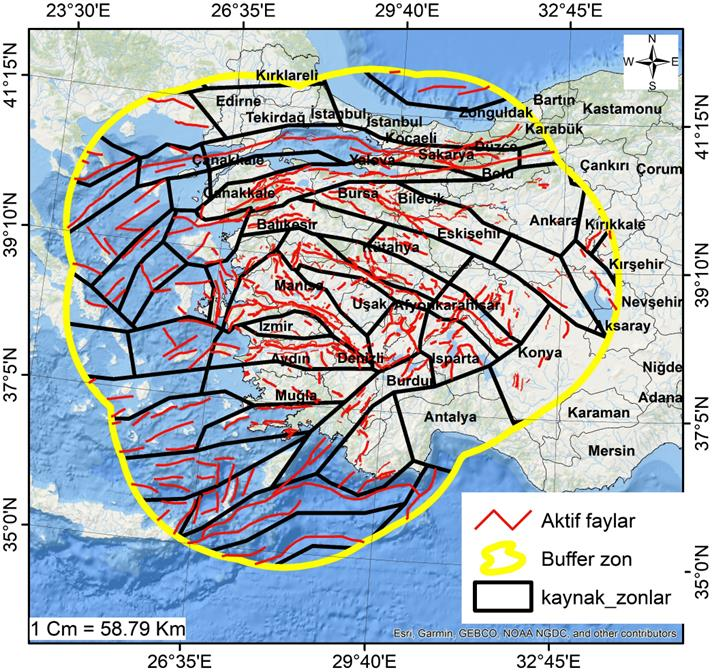 23°30'E 26°35'E 29°40'E 32°45'E
N
W E
S
41°15'N
41°15'N
39°10'N
39°10'N
37°5'N
37°5'N
35°0'N
35°0'N
Kırklareli
Edirne
Tekirdağ
İstanbul
İstanbul
Kocaeli
Zonguldak
Bartın
Kastamonu
Karabük
Düzce
Sakarya
Yalova
Çanakkale
Bolu
Çankırı
Çorum
Çanakkale
Bursa
Bilecik
Ankara
Kırıkkale
Balıkesir
Eskişehir
Kütahya
Kırşehir
Manisa
Uşak
Afyonkarahisar
Nevşehir
Aksaray
İzmir
Aydın
Denizli
Isparta
Konya
Niğde
Burdur
Muğla
Adana
Antalya
Karaman
Mersin
Aktif faylar
Buffer zon
kaynak_zonlar
1 Cm = 58.79 Km
Esri, Garmin, GEBCO, NOAA NGDC, and other contributors
26°35'E 29°40'E 32°45'E